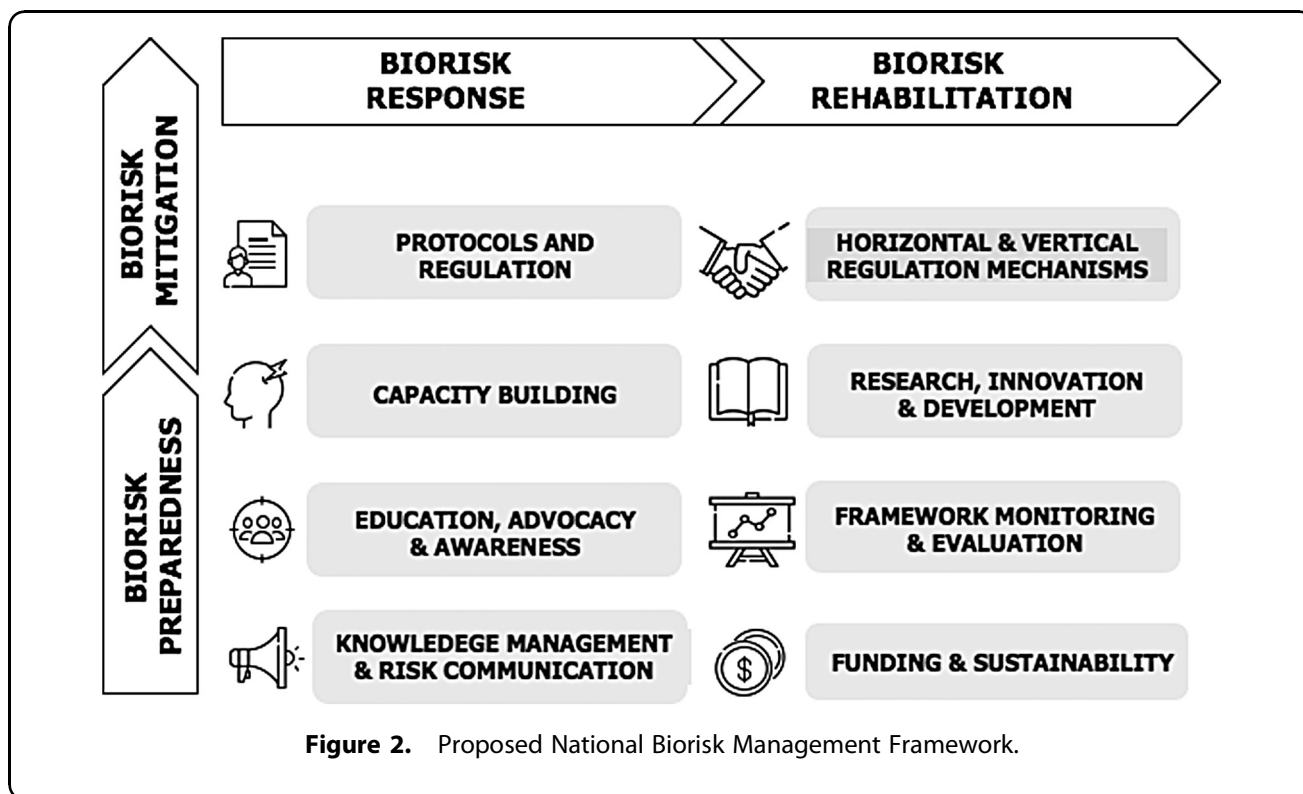 BIORISK
RESPONSE
BIORISK
REHABILITATION
BIORISK
MITIGATION
BIORISK
PREPAREDNESS
PROTOCOLS AND
REGULATION
HORIZONTAL & VERTICAL
REGULATION MECHANISMS
CAPACITY BUILDING
RESEARCH, INNOVATION
& DEVELOPMENT
EDUCATION, ADVOCACY
& AWARENESS
FRAMEWORK MONITORING
& EVALUATION
KNOWLEDEGE MANAGEMENT
& RISK COMMUNICATION
$
FUNDING & SUSTAINABILITY
Figure 2. Proposed National Biorisk Management Framework.